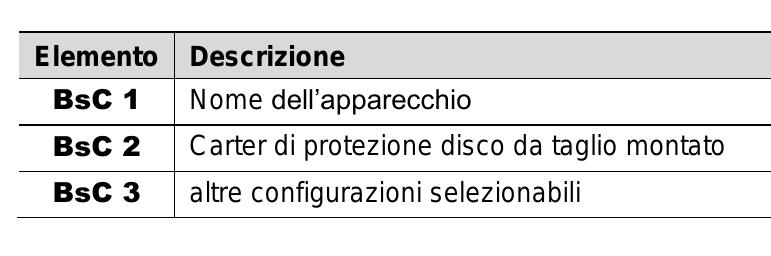 Elemento Descrizione
BsC 1 Nome dell’apparecchio
BsC 2 Carter di protezione disco da taglio montato
BsC 3 altre configurazioni selezionabili